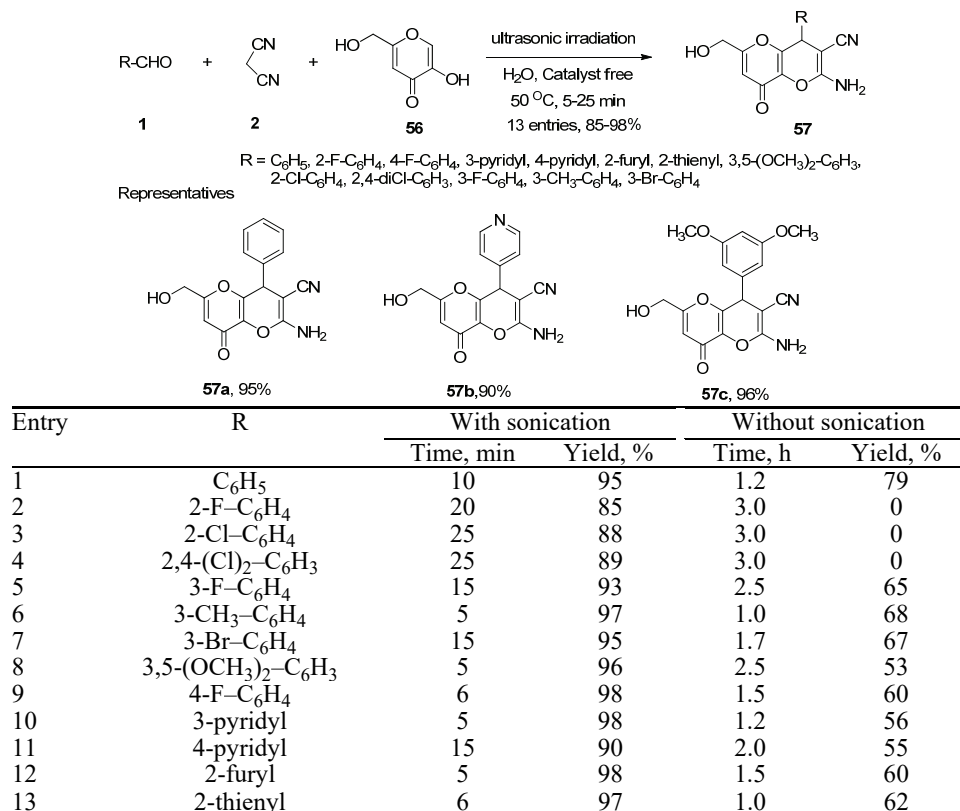 R-CHO + CN CN + HO O OH O ultrasonic irradiation H₂O, Catalyst free 50 ᴼC, 5-25 min 13 entries, 85-98% HO O R CN O NH₂ O
1 2 56 57
R = C₆H₅, 2-F-C₆H₄, 4-F-C₆H₄, 3-pyridyl, 4-pyridyl, 2-furyl, 2-thienyl, 3,5-(OCH₃)₂-C₆H₃,
2-Cl-C₆H₄, 2,4-diCl-C₆H₃, 3-F-C₆H₄, 3-CH₃-C₆H₄, 3-Br-C₆H₄
Representatives
HO O CN O NH₂ O
N HO O CN O NH₂ O
H₃CO OCH₃ HO O CN O NH₂ O
57a, 95% 57b,90% 57c, 96%
Entry R With sonication Without sonication
Time, min Yield, % Time, h Yield, %
1 C₆H₅ 10 95 1.2 79
2 2-F–C₆H₄ 20 85 3.0 0
3 2-Cl–C₆H₄ 25 88 3.0 0
4 2,4-(Cl)₂–C₆H₃ 25 89 3.0 0
5 3-F–C₆H₄ 15 93 2.5 65
6 3-CH₃–C₆H₄ 5 97 1.0 68
7 3-Br–C₆H₄ 15 95 1.7 67
8 3,5-(OCH₃)₂–C₆H₃ 5 96 2.5 53
9 4-F–C₆H₄ 6 98 1.5 60
10 3-pyridyl 5 98 1.2 56
11 4-pyridyl 15 90 2.0 55
12 2-furyl 5 98 1.5 60
13 2-thienyl 6 97 1.0 62